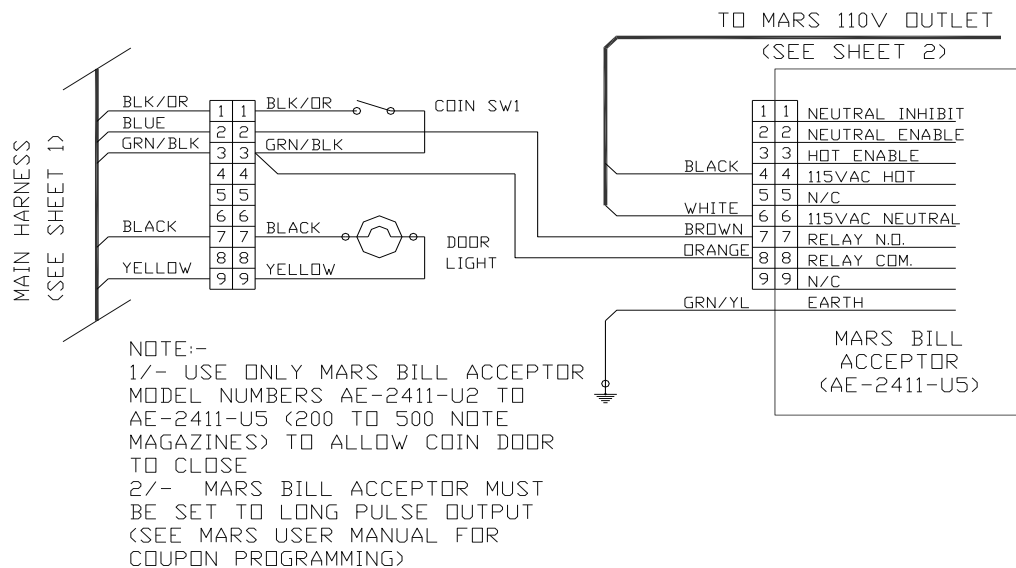 TO MARS 110V OUTLET
(SEE SHEET 2)
MAIN HARNESS
(SEE SHEET 1)
BLK/OR
BLUE
GRN/BLK
BLACK
YELLOW
1 1
2 2
3 3
4 4
5 5
6 6
7 7
8 8
9 9
BLK/OR
GRN/BLK
BLACK
YELLOW
COIN SW1
DOOR
LIGHT
BLACK
WHITE
BROWN
ORANGE
GRN/YL
1 1 NEUTRAL INHIBIT
2 2 NEUTRAL ENABLE
3 3 HOT ENABLE
4 4 115VAC HOT
5 5 N/C
6 6 115VAC NEUTRAL
7 7 RELAY N.O.
8 8 RELAY COM.
9 9 N/C
EARTH
MARS BILL
ACCEPTOR
(AE-2411-U5)
NOTE:-
1/- USE ONLY MARS BILL ACCEPTOR
MODEL NUMBERS AE-2411-U2 TO
AE-2411-U5 (200 TO 500 NOTE
MAGAZINES) TO ALLOW COIN DOOR
TO CLOSE
2/- MARS BILL ACCEPTOR MUST
BE SET TO LONG PULSE OUTPUT
(SEE MARS USER MANUAL FOR
COUPON PROGRAMMING)